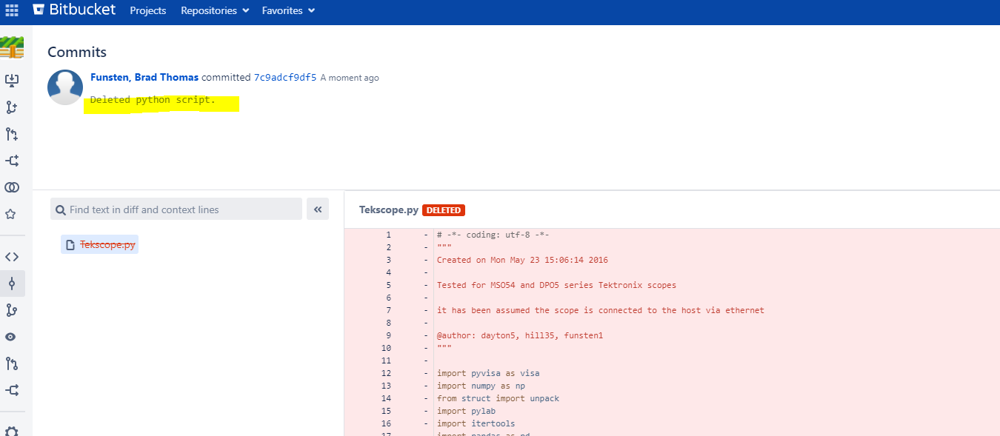 Bitbucket Projects Repositories Favorites
Commits
Funsten, Brad Thomas committed 7c9adcf9df5 A moment ago
Deleted python script.
Find text in diff and context lines
Tekscope.py
Tekscope.py DELETED
1 - # -*- coding: utf-8 -*-
2 - """
3 - Created on Mon May 23 15:06:14 2016
4 -
5 - Tested for MSO54 and DPO5 series Tektronix scopes
6 -
7 - it has been assumed the scope is connected to the host via ethernet
8 -
9 - @author: dayton5, hill35, funsten1
10 - """
11 -
12 - import pyvisa as visa
13 - import numpy as np
14 - from struct import unpack
15 - import pylab
16 - import itertools
17 import pandas as pd